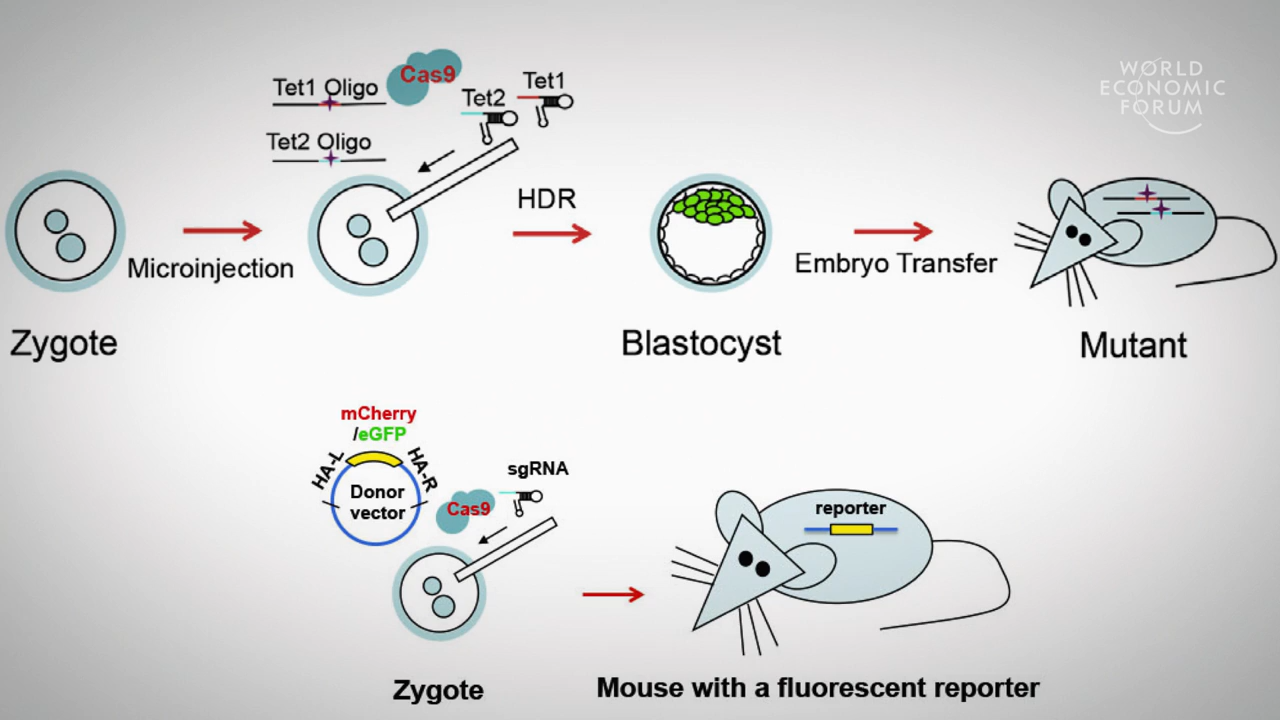 WORLD
ECONOMIC
FORUM
Tet1 Oligo
Cas9
Tet1
Tet2
Tet2 Oligo
HDR
Microinjection
Embryo Transfer
Zygote
Blastocyst
Mutant
mCherry
/eGFP
HA-L
HA-R
Donor
vector
Cas9
sgRNA
reporter
Zygote
Mouse with a fluorescent reporter